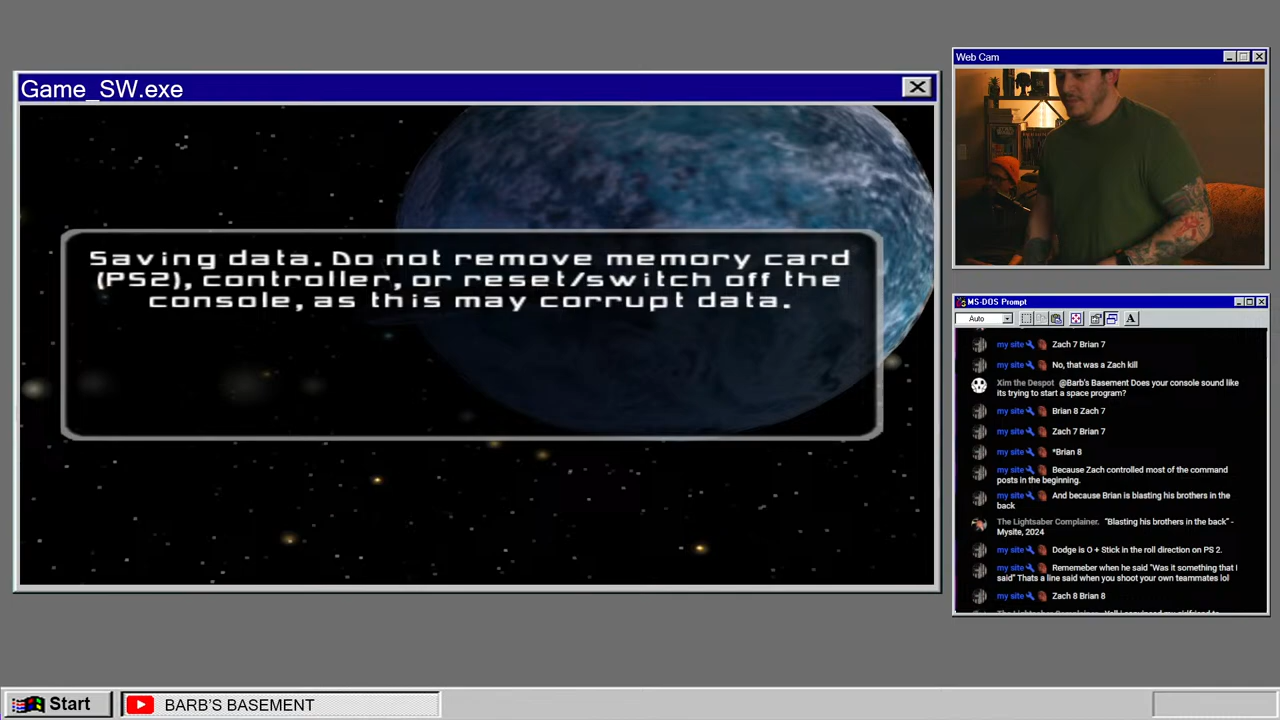 Game_SW.exe
Saving data. Do not remove memory card
(PS2), controller, or reset/switch off the
console, as this may corrupt data.
Web Cam
MS-DOS Prompt
Auto
A
my site Zach 7 Brian 7
my site No, that was a Zach kill
Xim the Despot @Barb's Basement Does your console sound like
its trying to start a space program?
my site Brian 8 Zach 7
my site Zach 7 Brian 7
my site *Brian 8
my site Because Zach controlled most of the command
posts in the beginning.
my site And because Brian is blasting his brothers in the
back
The Lightsaber Complainer. "Blasting his brothers in the back" -
Mysite, 2024
my site Dodge is O + Stick in the roll direction on PS 2.
my site Rememeber when he said "Was it something that I
said" Thats a line said when you shoot your own teammates lol
my site Zach 8 Brian 8
Start
BARB'S BASEMENT